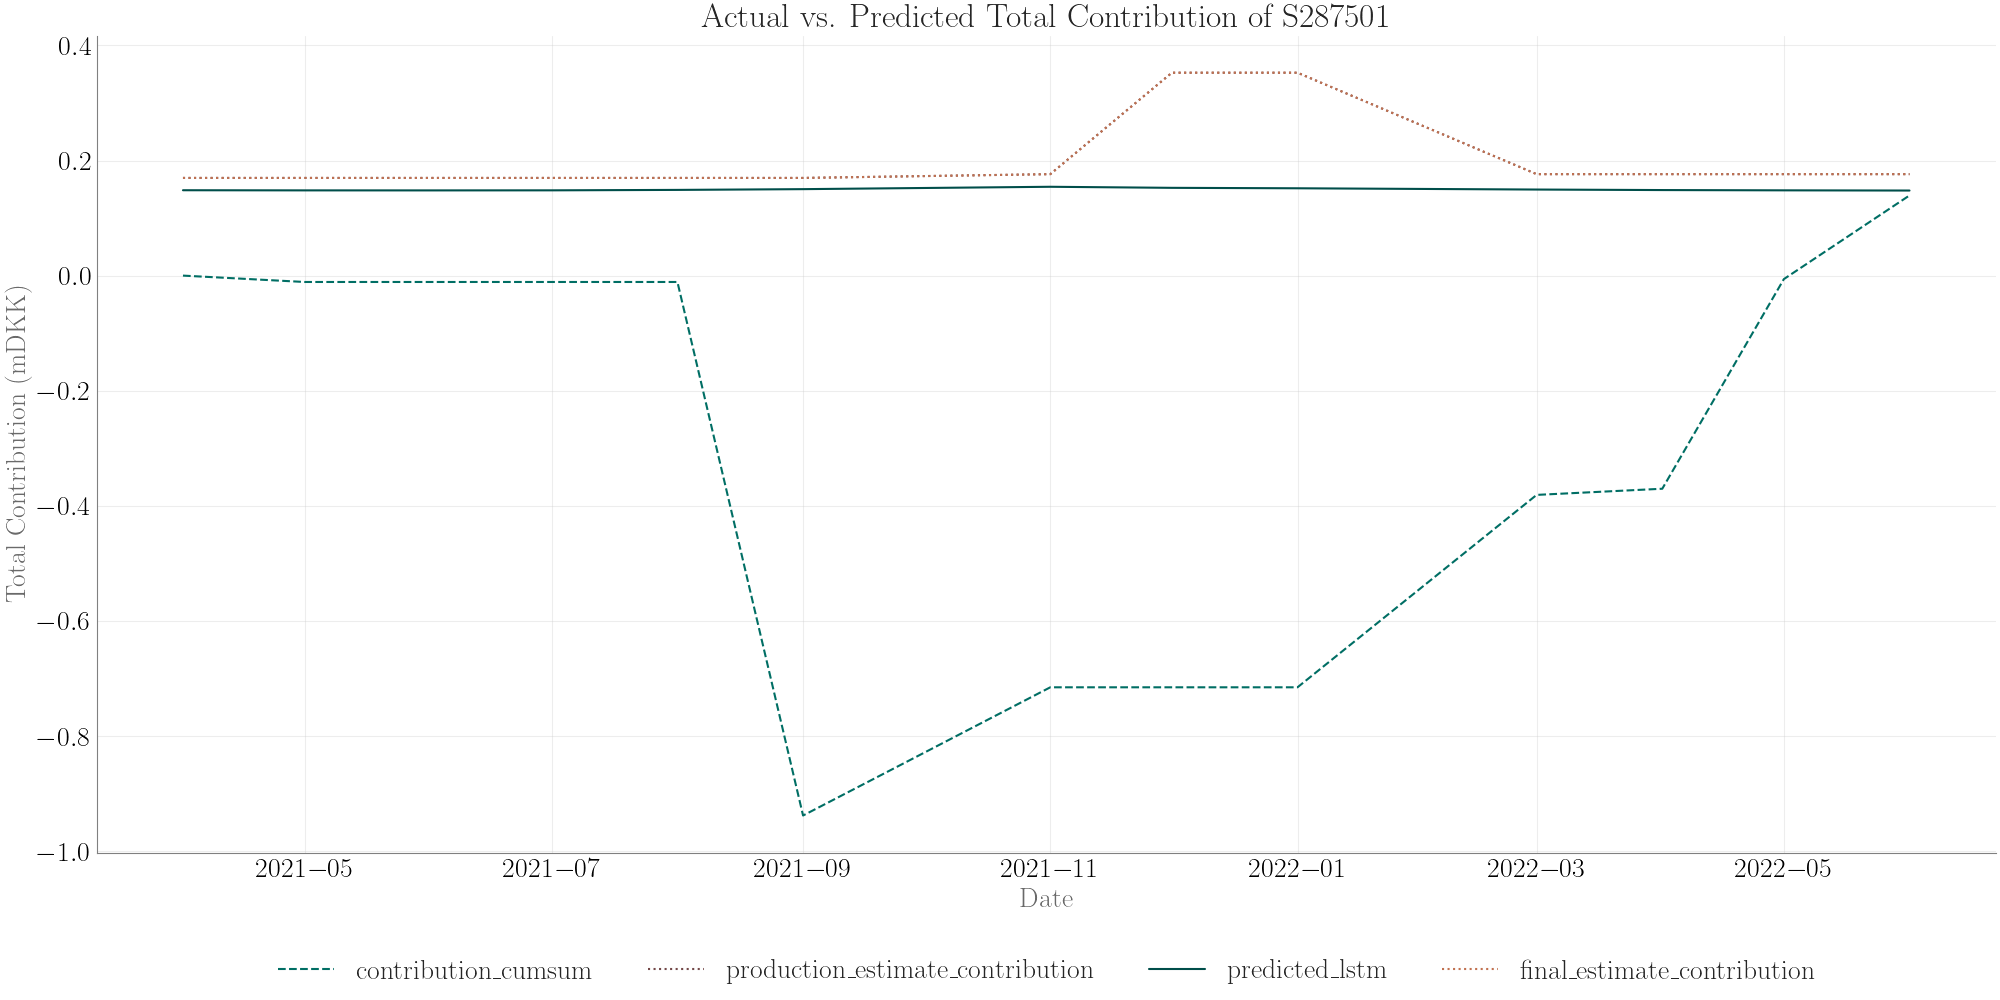 Actual vs. Predicted Total Contribution of S287501
Total Contribution (mDKK)
0.4
0.2
0.0
−0.2
−0.4
−0.6
−0.8
−1.0
2021−05
2021−07
2021−09
2021−11
2022−01
2022−03
2022−05
Date
contribution_cumsum
production_estimate_contribution
predicted_lstm
final_estimate_contribution